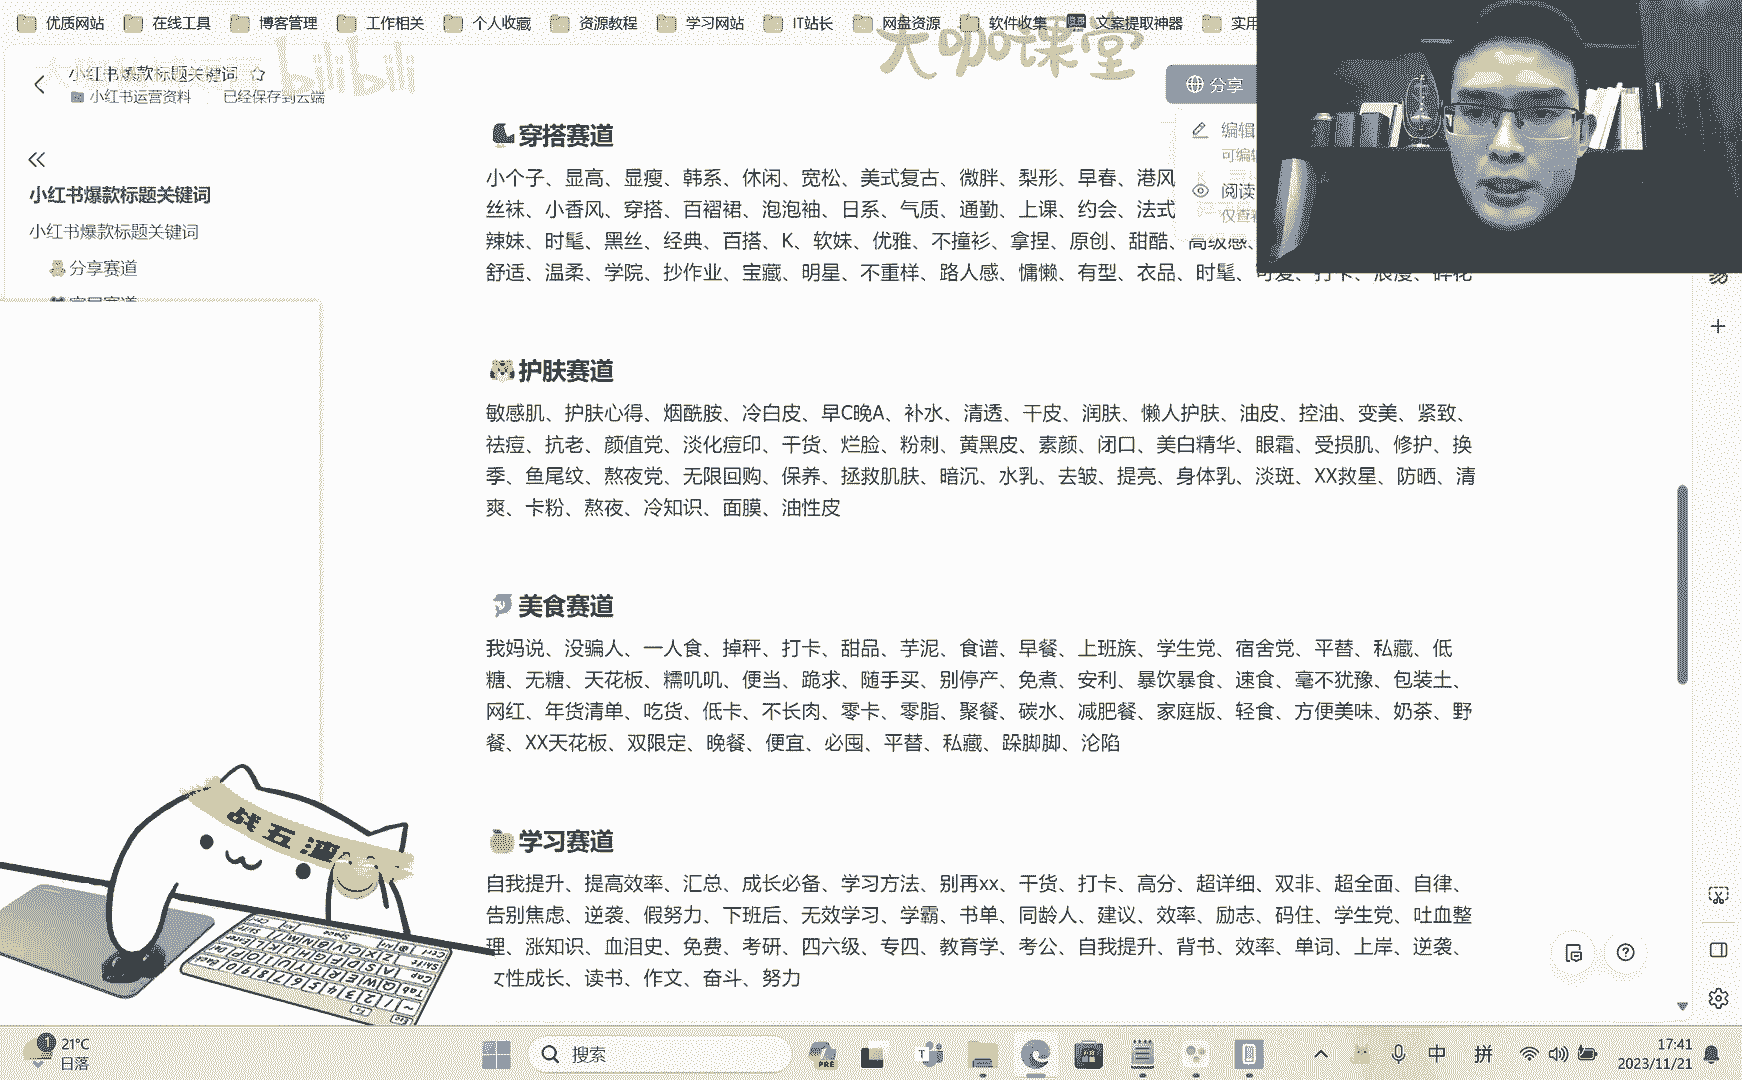 优质网站 在线工具 博客管理 工作相关 个人收藏 资源教程 学习网站 IT站长 网盘资源 软件收集 文案提取神器 实用
大咖课堂
bilibili
小红书爆款标题关键词
小红书运营资料 已经保存到云端
分享
编辑
可编辑
阅读
仅查看
小红书爆款标题关键词
小红书爆款标题关键词
分享赛道
穿搭赛道
小个子、显高、显瘦、韩系、休闲、宽松、美式复古、微胖、梨形、早春、港风
丝袜、小香风、穿搭、百褶裙、泡泡袖、日系、气质、通勤、上课、约会、法式
辣妹、时髦、黑丝、经典、百搭、K、软妹、优雅、不撞衫、拿捏、原创、甜酷、高级感、
舒适、温柔、学院、抄作业、宝藏、明星、不重样、路人感、慵懒、有型、衣品、时髦、可爱、打卡、浪漫、碎花
护肤赛道
敏感肌、护肤心得、烟酰胺、冷白皮、早C晚A、补水、清透、干皮、润肤、懒人护肤、油皮、控油、变美、紧致、
祛痘、抗老、颜值党、淡化痘印、干货、烂脸、粉刺、黄黑皮、素颜、闭口、美白精华、眼霜、受损肌、修护、换
季、鱼尾纹、熬夜党、无限回购、保养、拯救肌肤、暗沉、水乳、去皱、提亮、身体乳、淡斑、XX救星、防晒、清
爽、卡粉、熬夜、冷知识、面膜、油性皮
美食赛道
我妈说、没骗人、一人食、掉秤、打卡、甜品、芋泥、食谱、早餐、上班族、学生党、宿舍党、平替、私藏、低
糖、无糖、天花板、糯叽叽、便当、跪求、随手买、别停产、免煮、安利、暴饮暴食、速食、毫不犹豫、包装土、
网红、年货清单、吃货、低卡、不长肉、零卡、零脂、聚餐、碳水、减肥餐、家庭版、轻食、方便美味、奶茶、野
餐、XX天花板、双限定、晚餐、便宜、必囤、平替、私藏、跺脚脚、沦陷
学习赛道
自我提升、提高效率、汇总、成长必备、学习方法、别再xx、干货、打卡、高分、超详细、双非、超全面、自律、
告别焦虑、逆袭、假努力、下班后、无效学习、学霸、书单、同龄人、建议、效率、励志、码住、学生党、吐血整
理、涨知识、血泪史、免费、考研、四六级、专四、教育学、考公、自我提升、背书、效率、单词、上岸、逆袭、
女性成长、读书、作文、奋斗、努力
战五渣
21°C
日落
搜索
中 拼
17:41
2023/11/21